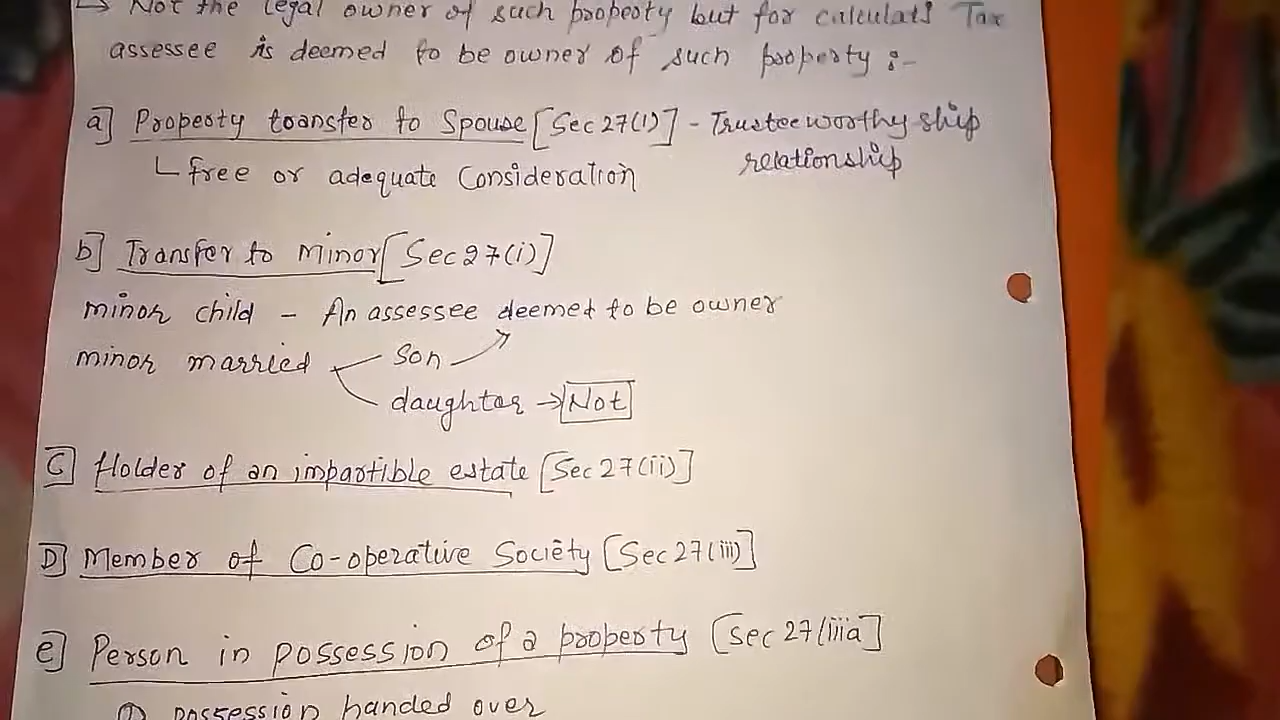 ↳ Not the legal owner of such property but for calculats Tax
assessee is deemed to be owner of such property :-
a] Property transfer to Spouse [Sec 27(1)] - Trusteeworthyship
relationship
└ free or adequate Consideration
b] Transfer to Minor [Sec 27(i)]
minor child - An assessee deemed to be owner
minor married
son
daughter → Not
C] Holder of an impartible estate [Sec 27(ii)]
D] Member of Co-operative Society [Sec 27(iii)]
e] Person in possession of a property [Sec 27(iiia]
① possession handed over